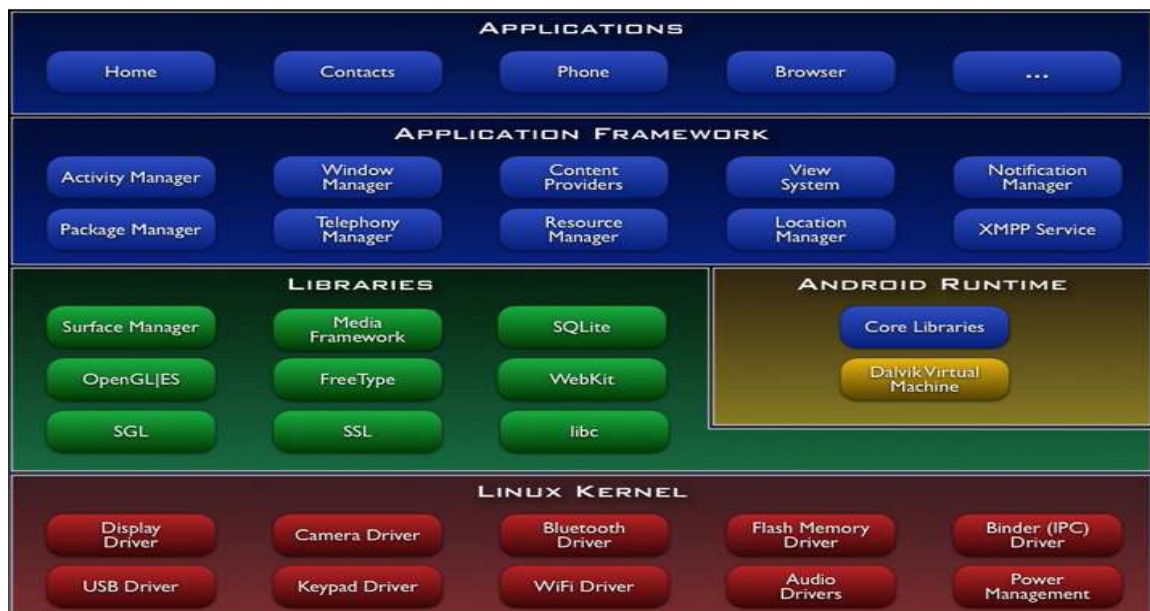 APPLICATIONS
Home
Contacts
Phone
Browser
...
APPLICATION FRAMEWORK
Activity Manager
Window
Manager
Content
Providers
View
System
Notification
Manager
Package Manager
Telephony
Manager
Resource
Manager
Location
Manager
XMPP Service
LIBRARIES
Surface Manager
Media
Framework
SQLite
OpenGL|ES
FreeType
WebKit
SGL
SSL
libc
ANDROID RUNTIME
Core Libraries
Dalvik Virtual
Machine
LINUX KERNEL
Display
Driver
Camera Driver
Bluetooth
Driver
Flash Memory
Driver
Binder (IPC)
Driver
USB Driver
Keypad Driver
WiFi Driver
Audio
Drivers
Power
Management